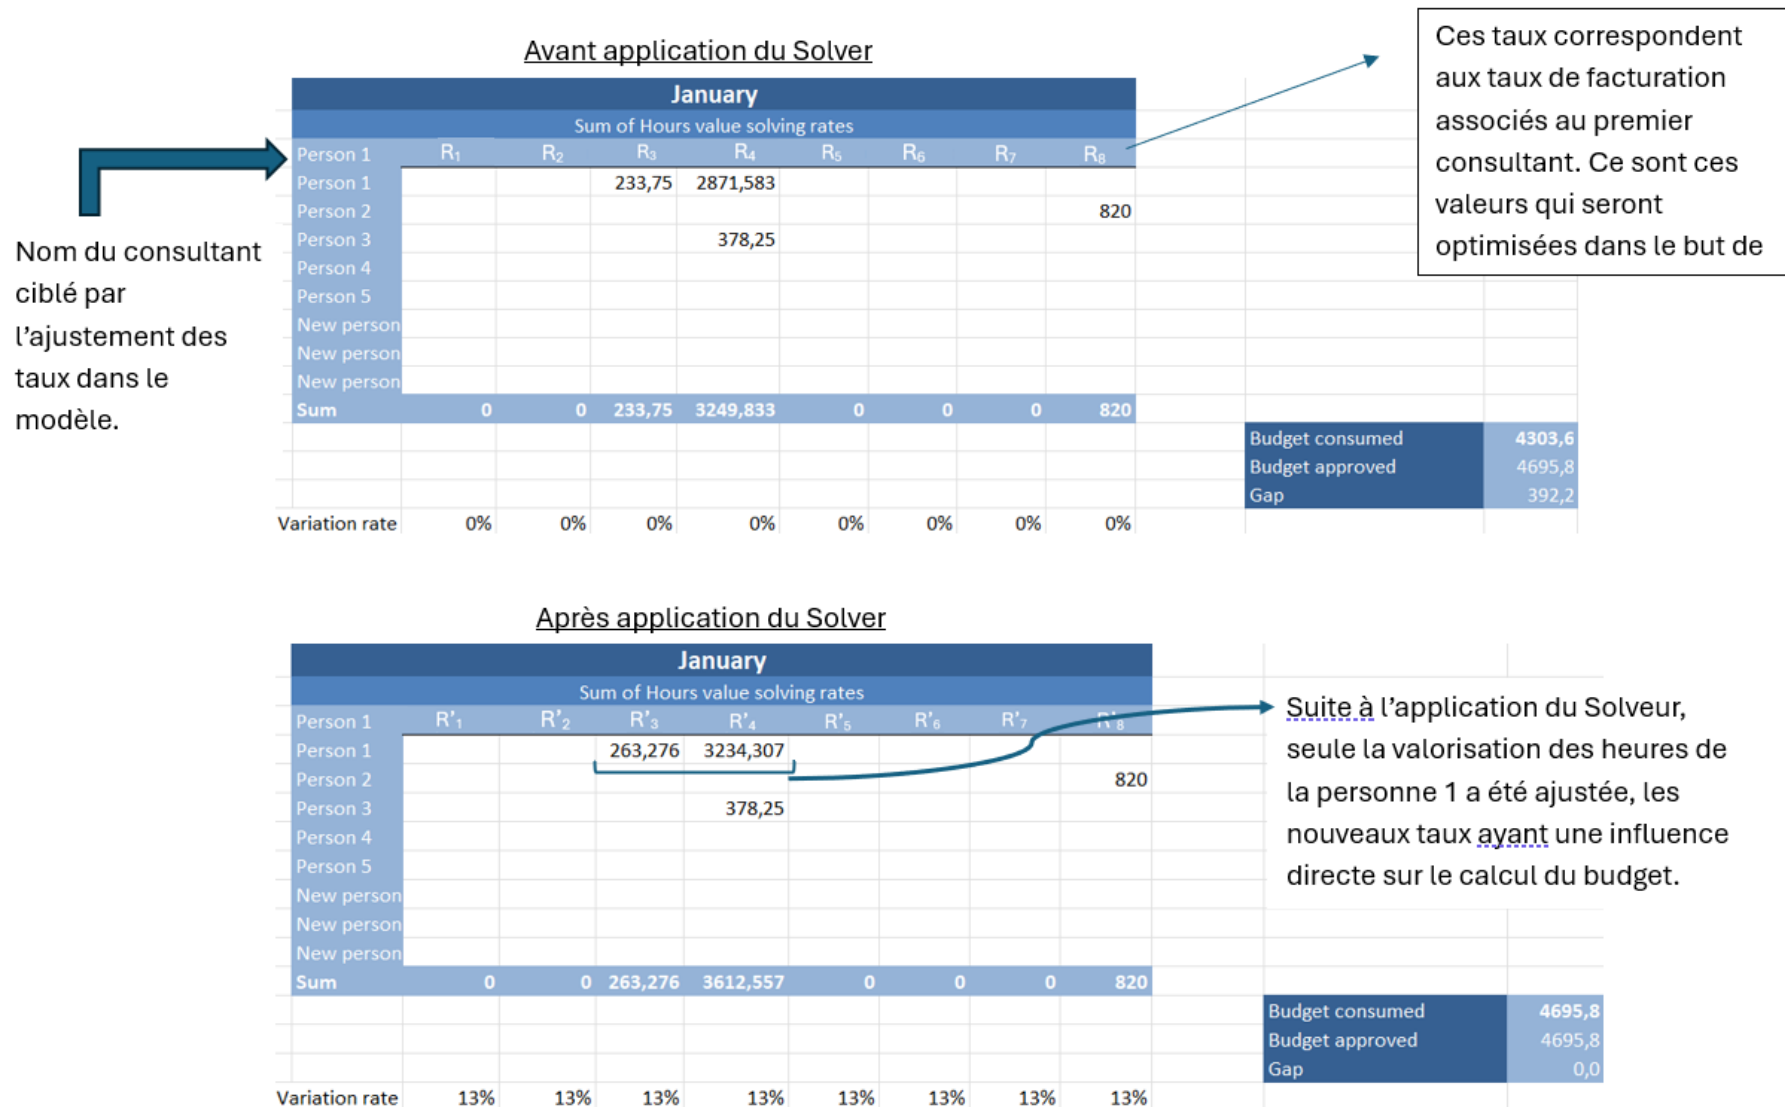 Avant application du Solver
Ces taux correspondent
aux taux de facturation
associés au premier
consultant. Ce sont ces
valeurs qui seront
optimisées dans le but de
January
Sum of Hours value solving rates
Person 1 R₁ R₂ R₃ R₄ R₅ R₆ R₇ R₈
Person 1 233,75 2871,583
Person 2 820
Person 3 378,25
Person 4
Person 5
New person
New person
New person
Sum 0 0 233,75 3249,833 0 0 0 820
Nom du consultant
ciblé par
l’ajustement des
taux dans le
modèle.
Budget consumed 4303,6
Budget approved 4695,8
Gap 392,2
Variation rate 0% 0% 0% 0% 0% 0% 0% 0%
Après application du Solver
January
Sum of Hours value solving rates
Person 1 R’₁ R’₂ R’₃ R’₄ R’₅ R’₆ R’₇ R’₈
Person 1 263,276 3234,307
Person 2 820
Person 3 378,25
Person 4
Person 5
New person
New person
New person
Sum 0 0 263,276 3612,557 0 0 0 820
Suite à l’application du Solveur,
seule la valorisation des heures de
la personne 1 a été ajustée, les
nouveaux taux ayant une influence
directe sur le calcul du budget.
Budget consumed 4695,8
Budget approved 4695,8
Gap 0,0
Variation rate 13% 13% 13% 13% 13% 13% 13% 13%